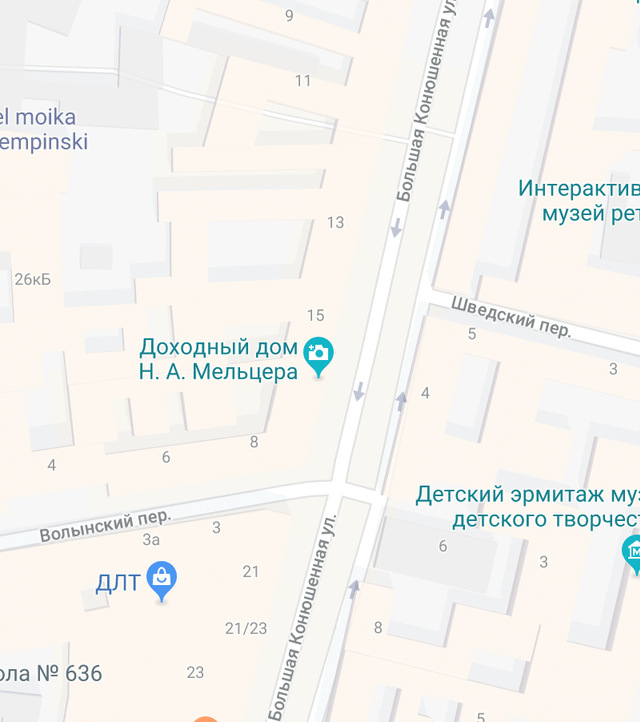 9
11
el moika
empinski
Большая Конюшенная ул.
Интерактив
музей рет
13
26кБ
15
Шведский пер.
5
Доходный дом
Н. А. Мельцера
3
4
8
6
4
Детский эрмитаж муз
детского творчест
Волынский пер.
3
3а
6
3
ДЛТ
21
Большая Конюшенная ул.
21/23
8
ола № 636
23
5